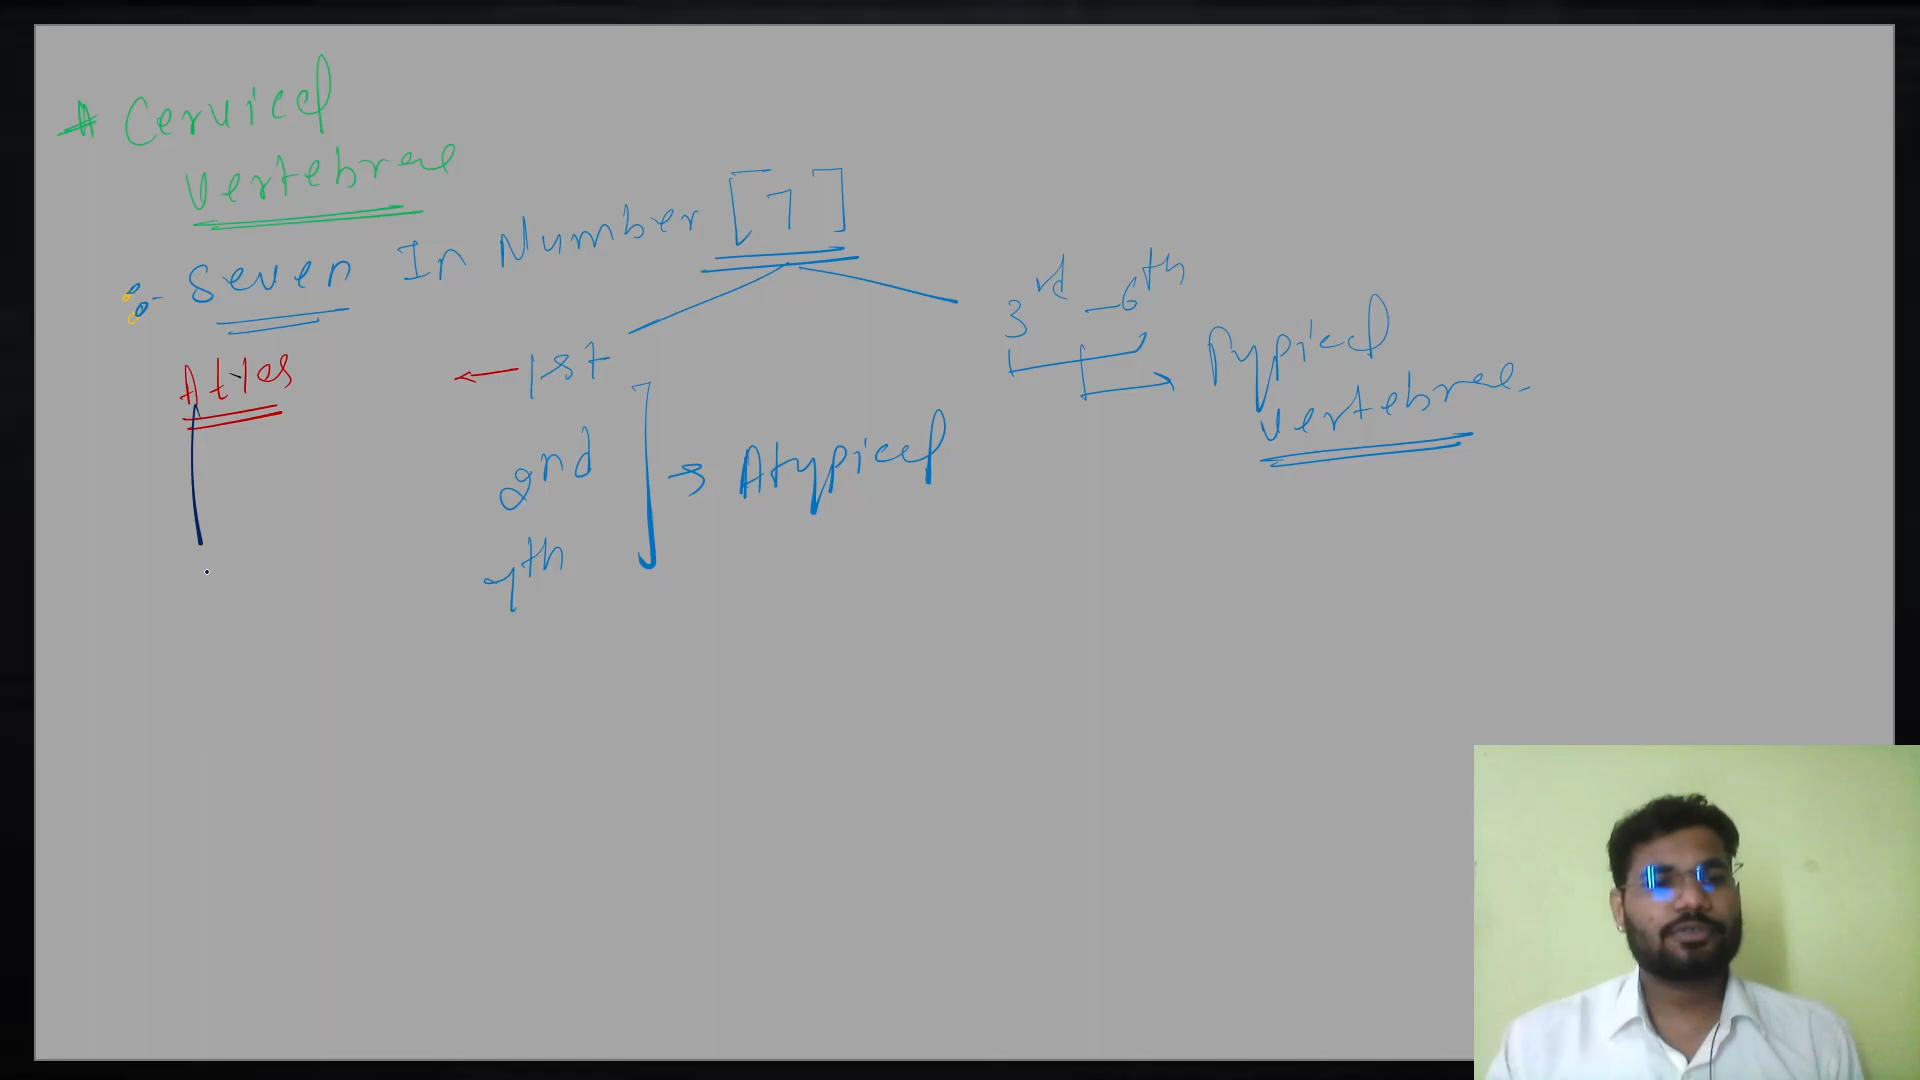 # Cervical
Vertebrae
Seven In Number [7]
3rd - 6th
Typical
vertebrae
Atlas
1st
2nd
Atypical
7th